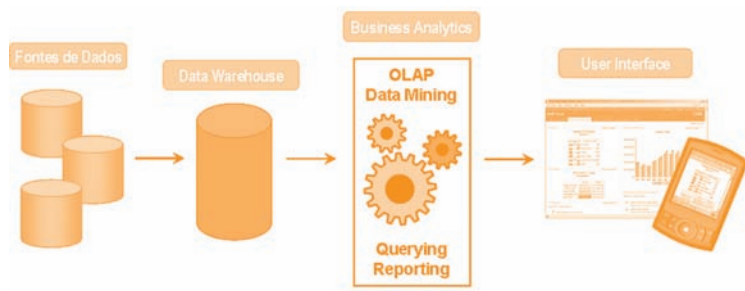 Fontes de Dados
Data Warehouse
Business Analytics
OLAP
Data Mining
Querying
Reporting
User Interface